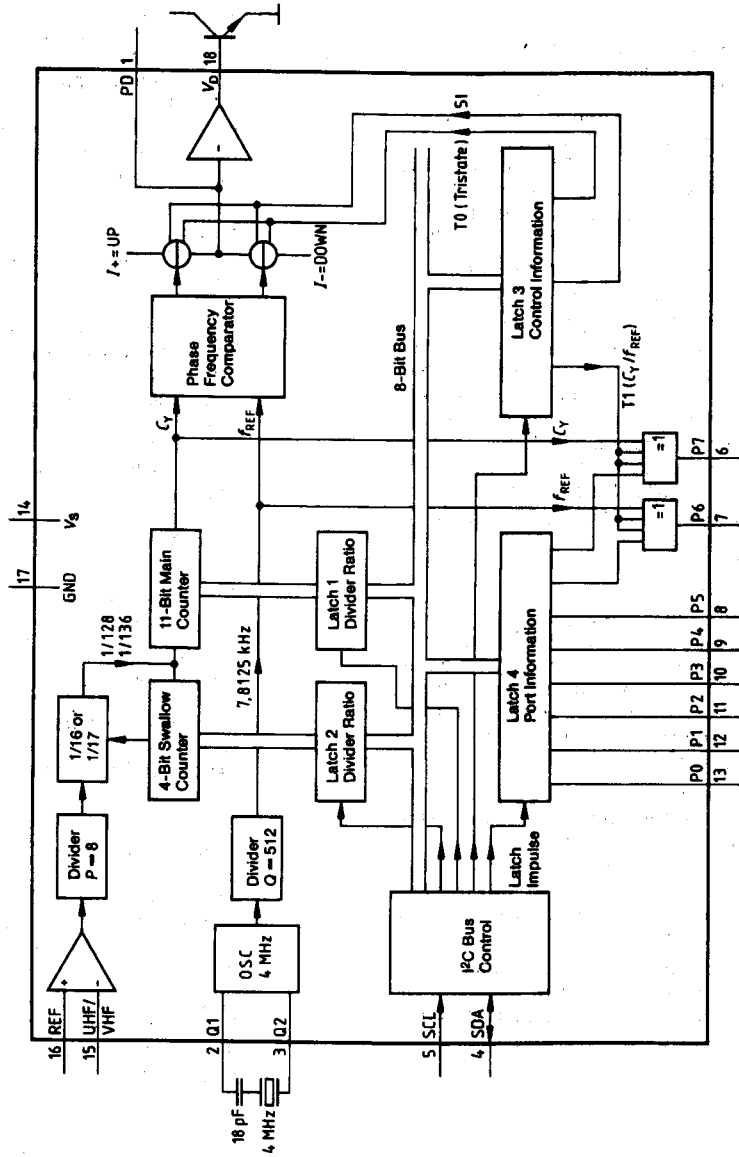 PD 1
V_D 18
I+=UP
I-=DOWN
Phase
Frequency
Comparator
C_Y
f_REF
T0 (Tristate)
5I
8-Bit Bus
Latch 3
Control Information
T1 (C_Y/f_REF)
C_Y
f_REF
=1
P7
6
=1
P6
7
14
V_S
17
GND
1/128
1/136
11-Bit Main
Counter
4-Bit Swallow
Counter
1/16 or
1/17
Divider
P=8
16 REF
15 UHF/
VHF
+
-
-
7,8125 kHz
Latch 1
Divider Ratio
Latch 2
Divider Ratio
Divider
Q = 512
OSC
4 MHz
2 Q1
3 Q2
18 pF
4 MHz
Latch 4
Port Information
P5
8
P4
9
P3
10
P2
11
P1
12
P0
13
Latch
Impulse
I²C Bus
Control
5 SCL
4 SDA